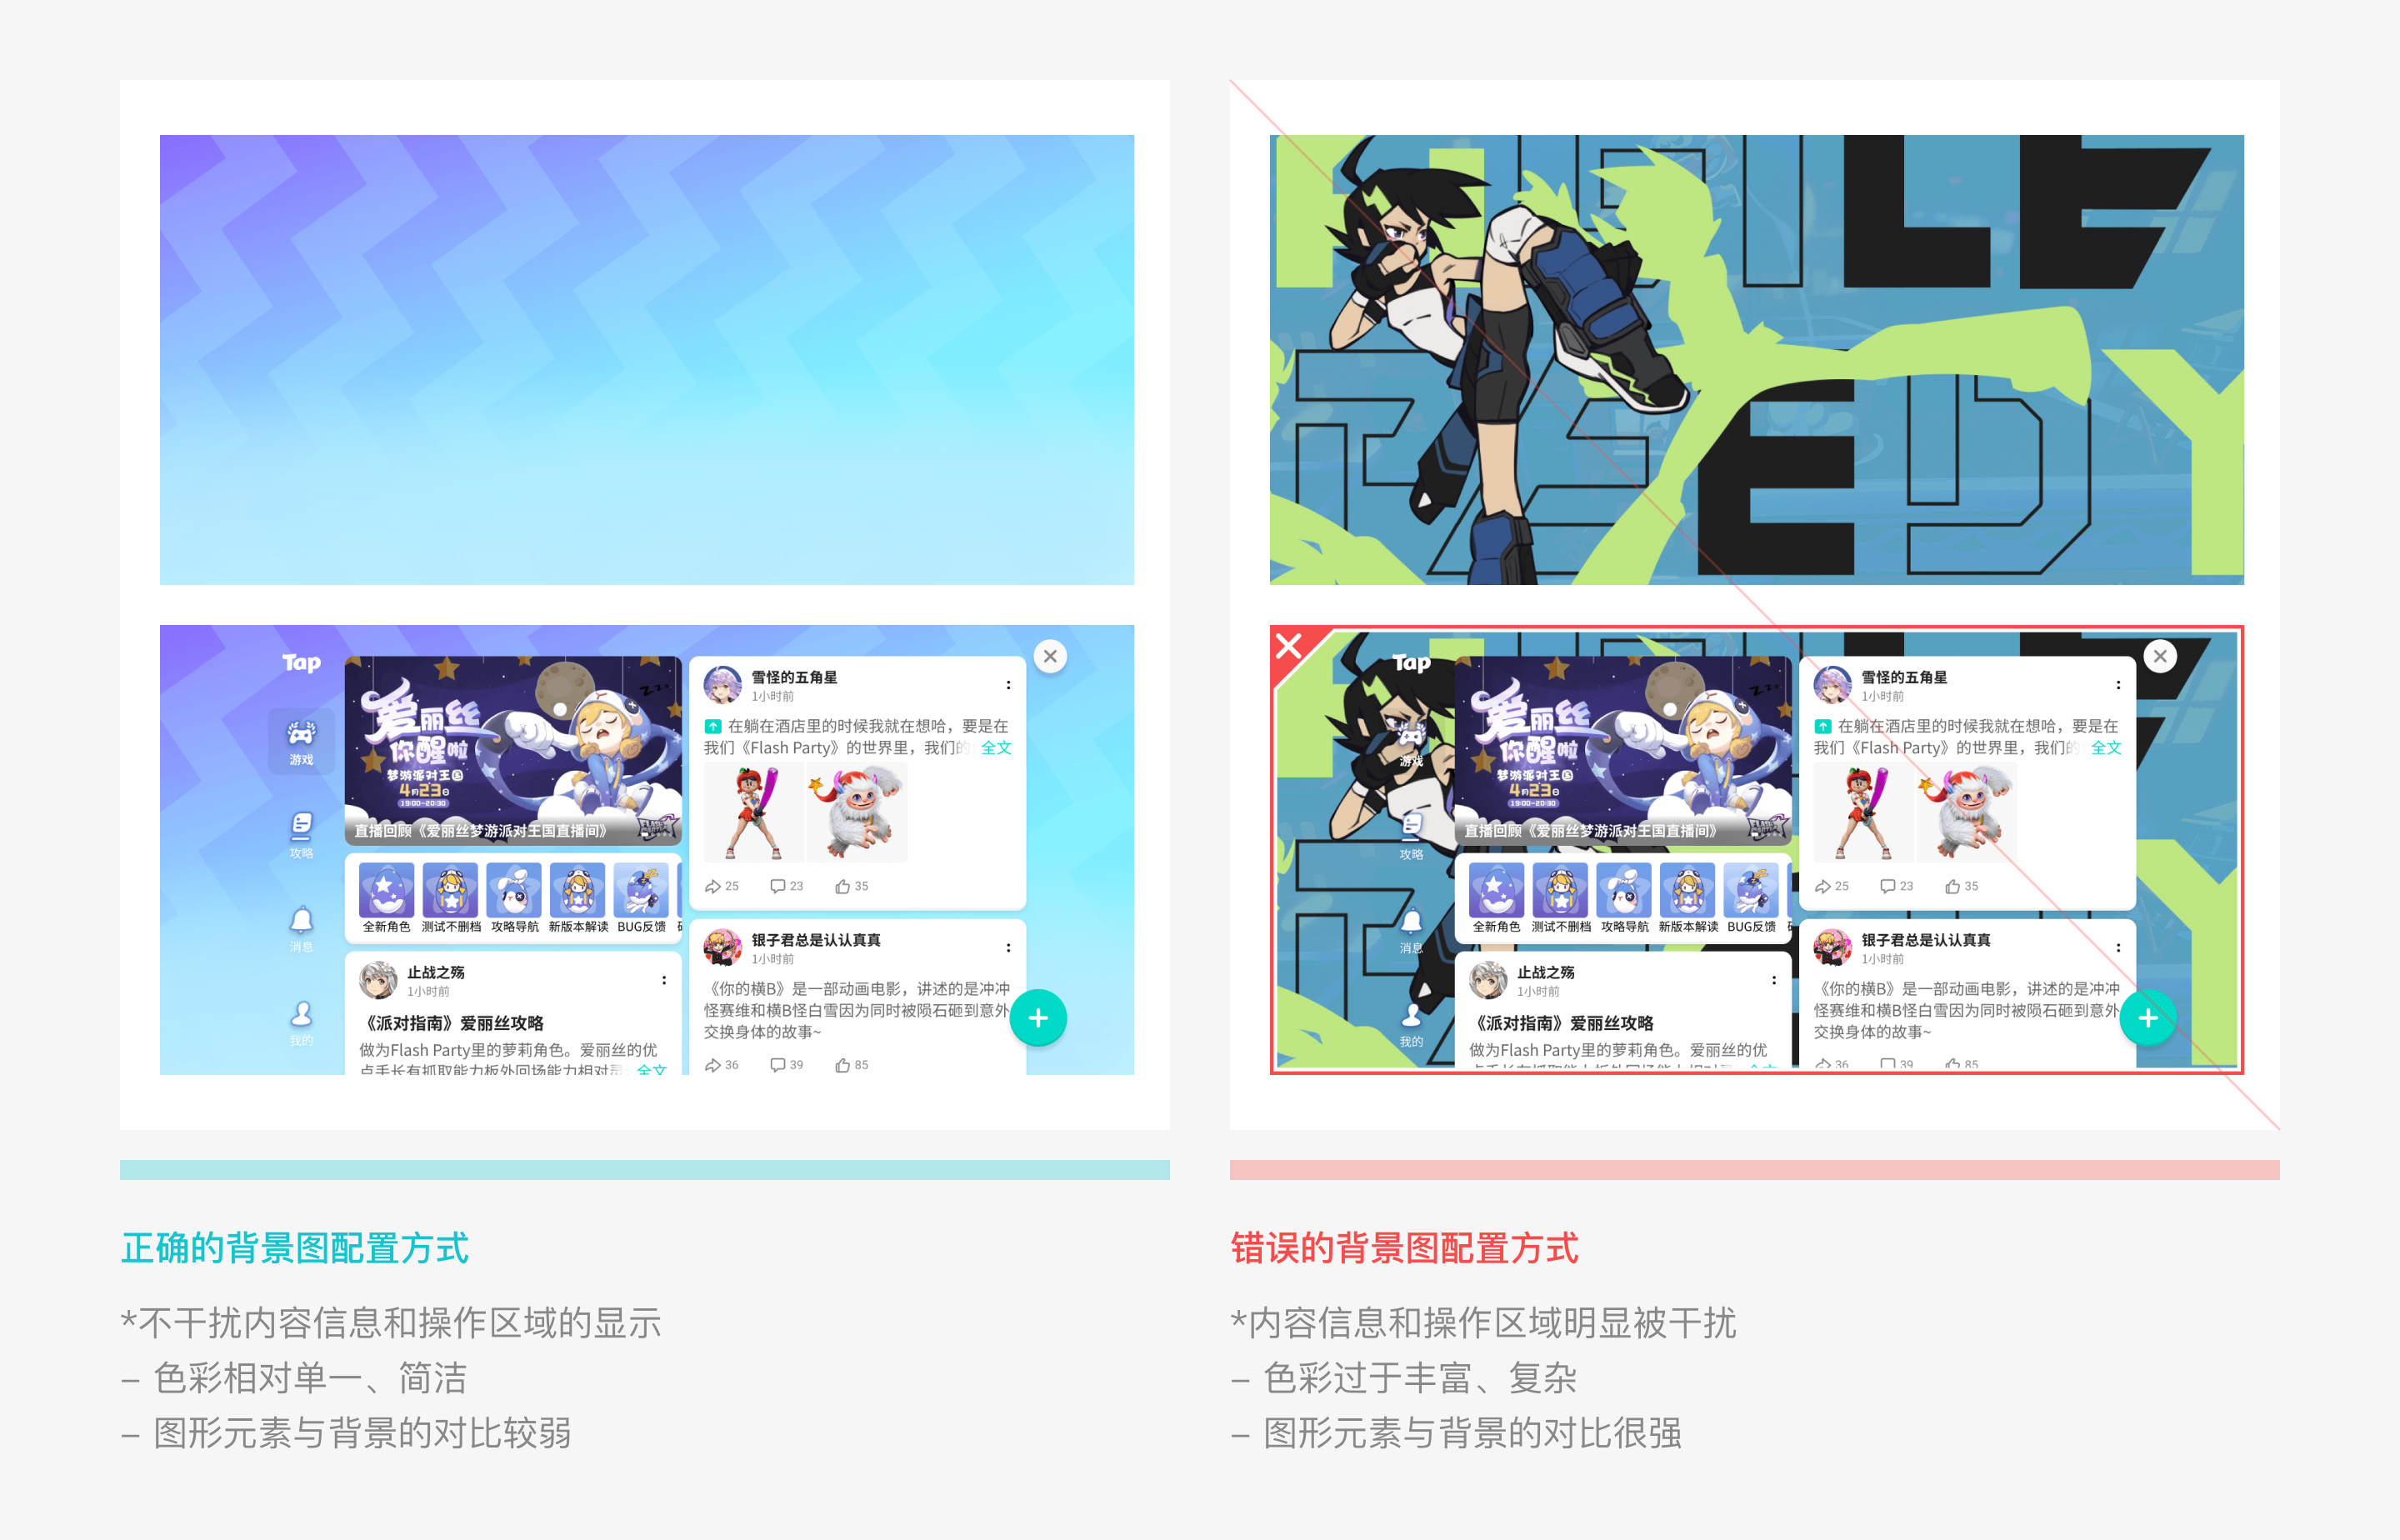 Tap
游戏
攻略
消息
我的
爱丽丝
你醒啦
梦游派对王国
4月23日
19:00-20:30
直播回顾《爱丽丝梦游派对王国直播间》
全新角色 测试不删档 攻略导航 新版本解读 BUG反馈
止战之殇
1小时前
《派对指南》爱丽丝攻略
做为Flash Party里的萝莉角色。爱丽丝的优
点手长有抓取能力板外回场能力相对 全文
雪怪的五角星
1小时前
在躺在酒店里的时候我就在想哈，要是在
我们《Flash Party》的世界里，我们的 全文
25 23 35
银子君总是认认真真
1小时前
《你的横B》是一部动画电影，讲述的是冲冲
怪赛维和横B怪白雪因为同时被陨石砸到意外
交换身体的故事~
36 39 85
正确的背景图配置方式
*不干扰内容信息和操作区域的显示
– 色彩相对单一、简洁
– 图形元素与背景的对比较弱
Tap
游戏
攻略
消息
我的
爱丽丝
你醒啦
梦游派对王国
4月23日
19:00-20:30
直播回顾《爱丽丝梦游派对王国直播间》
全新角色 测试不删档 攻略导航 新版本解读 BUG反馈
止战之殇
1小时前
《派对指南》爱丽丝攻略
做为Flash Party里的萝莉角色。爱丽丝的优
雪怪的五角星
1小时前
在躺在酒店里的时候我就在想哈，要是在
我们《Flash Party》的世界里，我们的 全文
25 23 35
银子君总是认认真真
1小时前
《你的横B》是一部动画电影，讲述的是冲冲
怪赛维和横B怪白雪因为同时被陨石砸到意外
交换身体的故事~
36 39 85
错误的背景图配置方式
*内容信息和操作区域明显被干扰
– 色彩过于丰富、复杂
– 图形元素与背景的对比很强